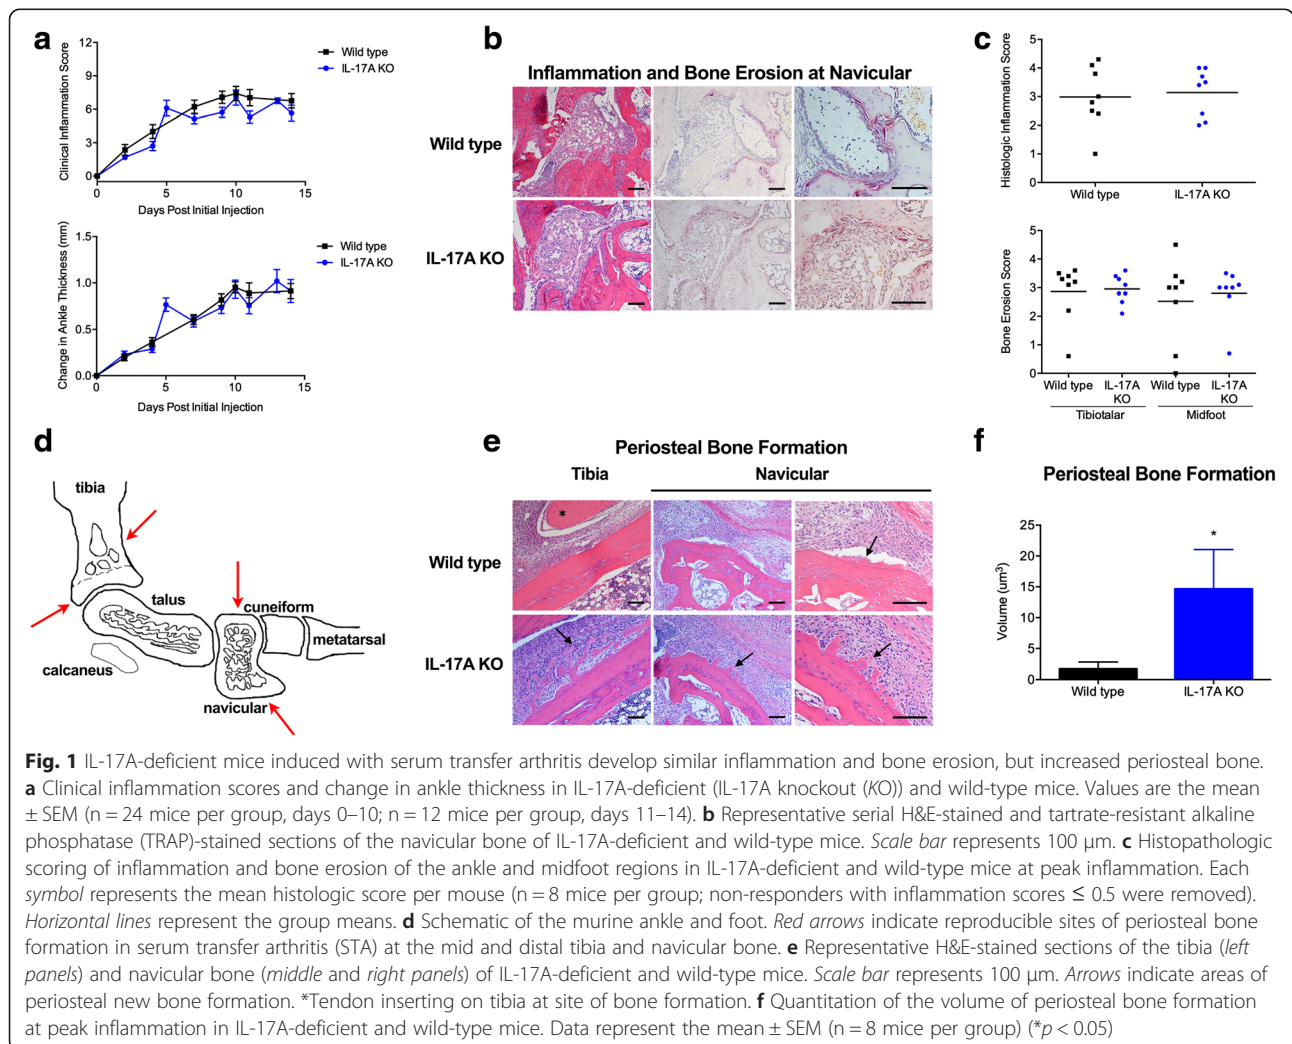 a
12
9
6
3
0
Clinical Inflammation Score
Wild type
IL-17A KO
0
5
10
15
Days Post Initial Injection
1.5
1.0
0.5
0.0
Change in Ankle Thickness (mm)
Wild type
IL-17A KO
0
5
10
15
Days Post Initial Injection
b
Inflammation and Bone Erosion at Navicular
Wild type
IL-17A KO
c
5
4
3
2
1
0
Histologic Inflammation Score
Wild type
IL-17A KO
5
4
3
2
1
0
Bone Erosion Score
Wild type
IL-17A
KO
Wild type
IL-17A
KO
Tibiotalar
Midfoot
d
tibia
talus
cuneiform
metatarsal
calcaneus
navicular
e
Periosteal Bone Formation
Tibia
Navicular
*
Wild type
IL-17A KO
f
Periosteal Bone Formation
25
20
15
10
5
0
Volume (um³)
*
Wild type
IL-17A KO
Fig. 1 IL-17A-deficient mice induced with serum transfer arthritis develop similar inflammation and bone erosion, but increased periosteal bone.
a Clinical inflammation scores and change in ankle thickness in IL-17A-deficient (IL-17A knockout (KO)) and wild-type mice. Values are the mean
± SEM (n = 24 mice per group, days 0–10; n = 12 mice per group, days 11–14). b Representative serial H&E-stained and tartrate-resistant alkaline
phosphatase (TRAP)-stained sections of the navicular bone of IL-17A-deficient and wild-type mice. Scale bar represents 100 μm. c Histopathologic
scoring of inflammation and bone erosion of the ankle and midfoot regions in IL-17A-deficient and wild-type mice at peak inflammation. Each
symbol represents the mean histologic score per mouse (n = 8 mice per group; non-responders with inflammation scores ≤ 0.5 were removed).
Horizontal lines represent the group means. d Schematic of the murine ankle and foot. Red arrows indicate reproducible sites of periosteal bone
formation in serum transfer arthritis (STA) at the mid and distal tibia and navicular bone. e Representative H&E-stained sections of the tibia (left
panels) and navicular bone (middle and right panels) of IL-17A-deficient and wild-type mice. Scale bar represents 100 μm. Arrows indicate areas of
periosteal new bone formation. *Tendon inserting on tibia at site of bone formation. f Quantitation of the volume of periosteal bone formation
at peak inflammation in IL-17A-deficient and wild-type mice. Data represent the mean ± SEM (n = 8 mice per group) (*p < 0.05)